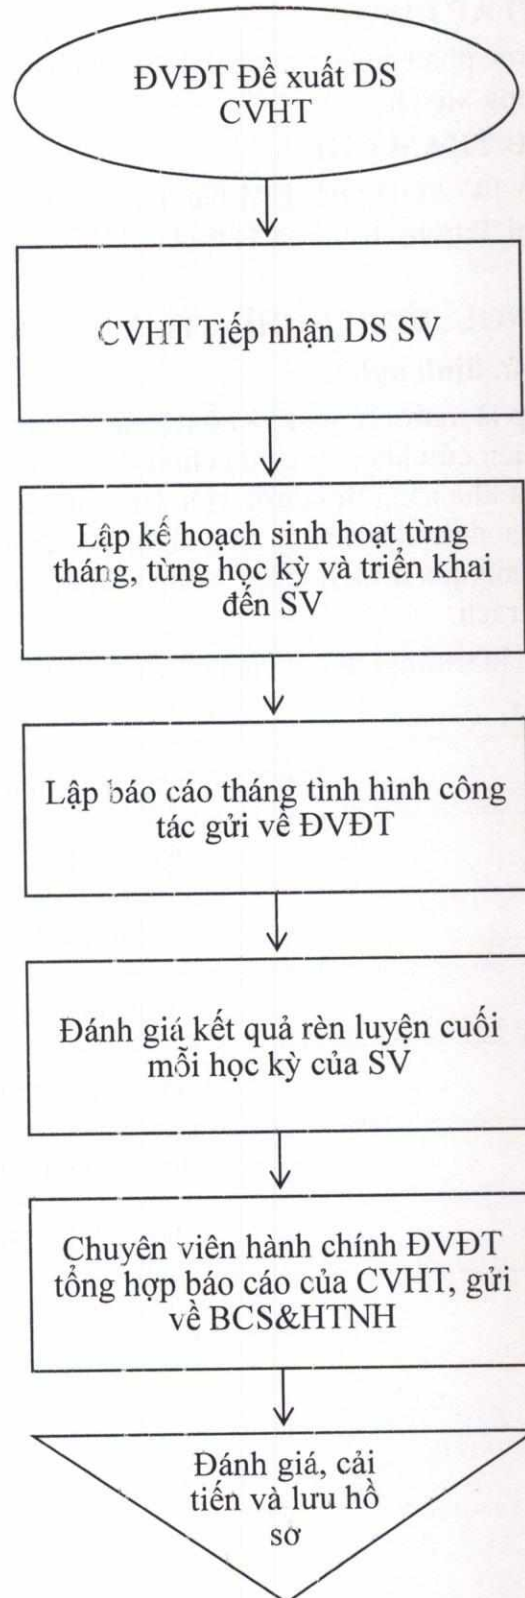 ĐVĐT Đề xuất DS
CVHT
CVHT Tiếp nhận DS SV
Lập kế hoạch sinh hoạt từng
tháng, từng học kỳ và triển khai
đến SV
Lập báo cáo tháng tình hình công
tác gửi về ĐVĐT
Đánh giá kết quả rèn luyện cuối
mỗi học kỳ của SV
Chuyên viên hành chính ĐVĐT
tổng hợp báo cáo của CVHT, gửi
về BCS&HTNH
Đánh giá, cải
tiến và lưu hồ
sơ